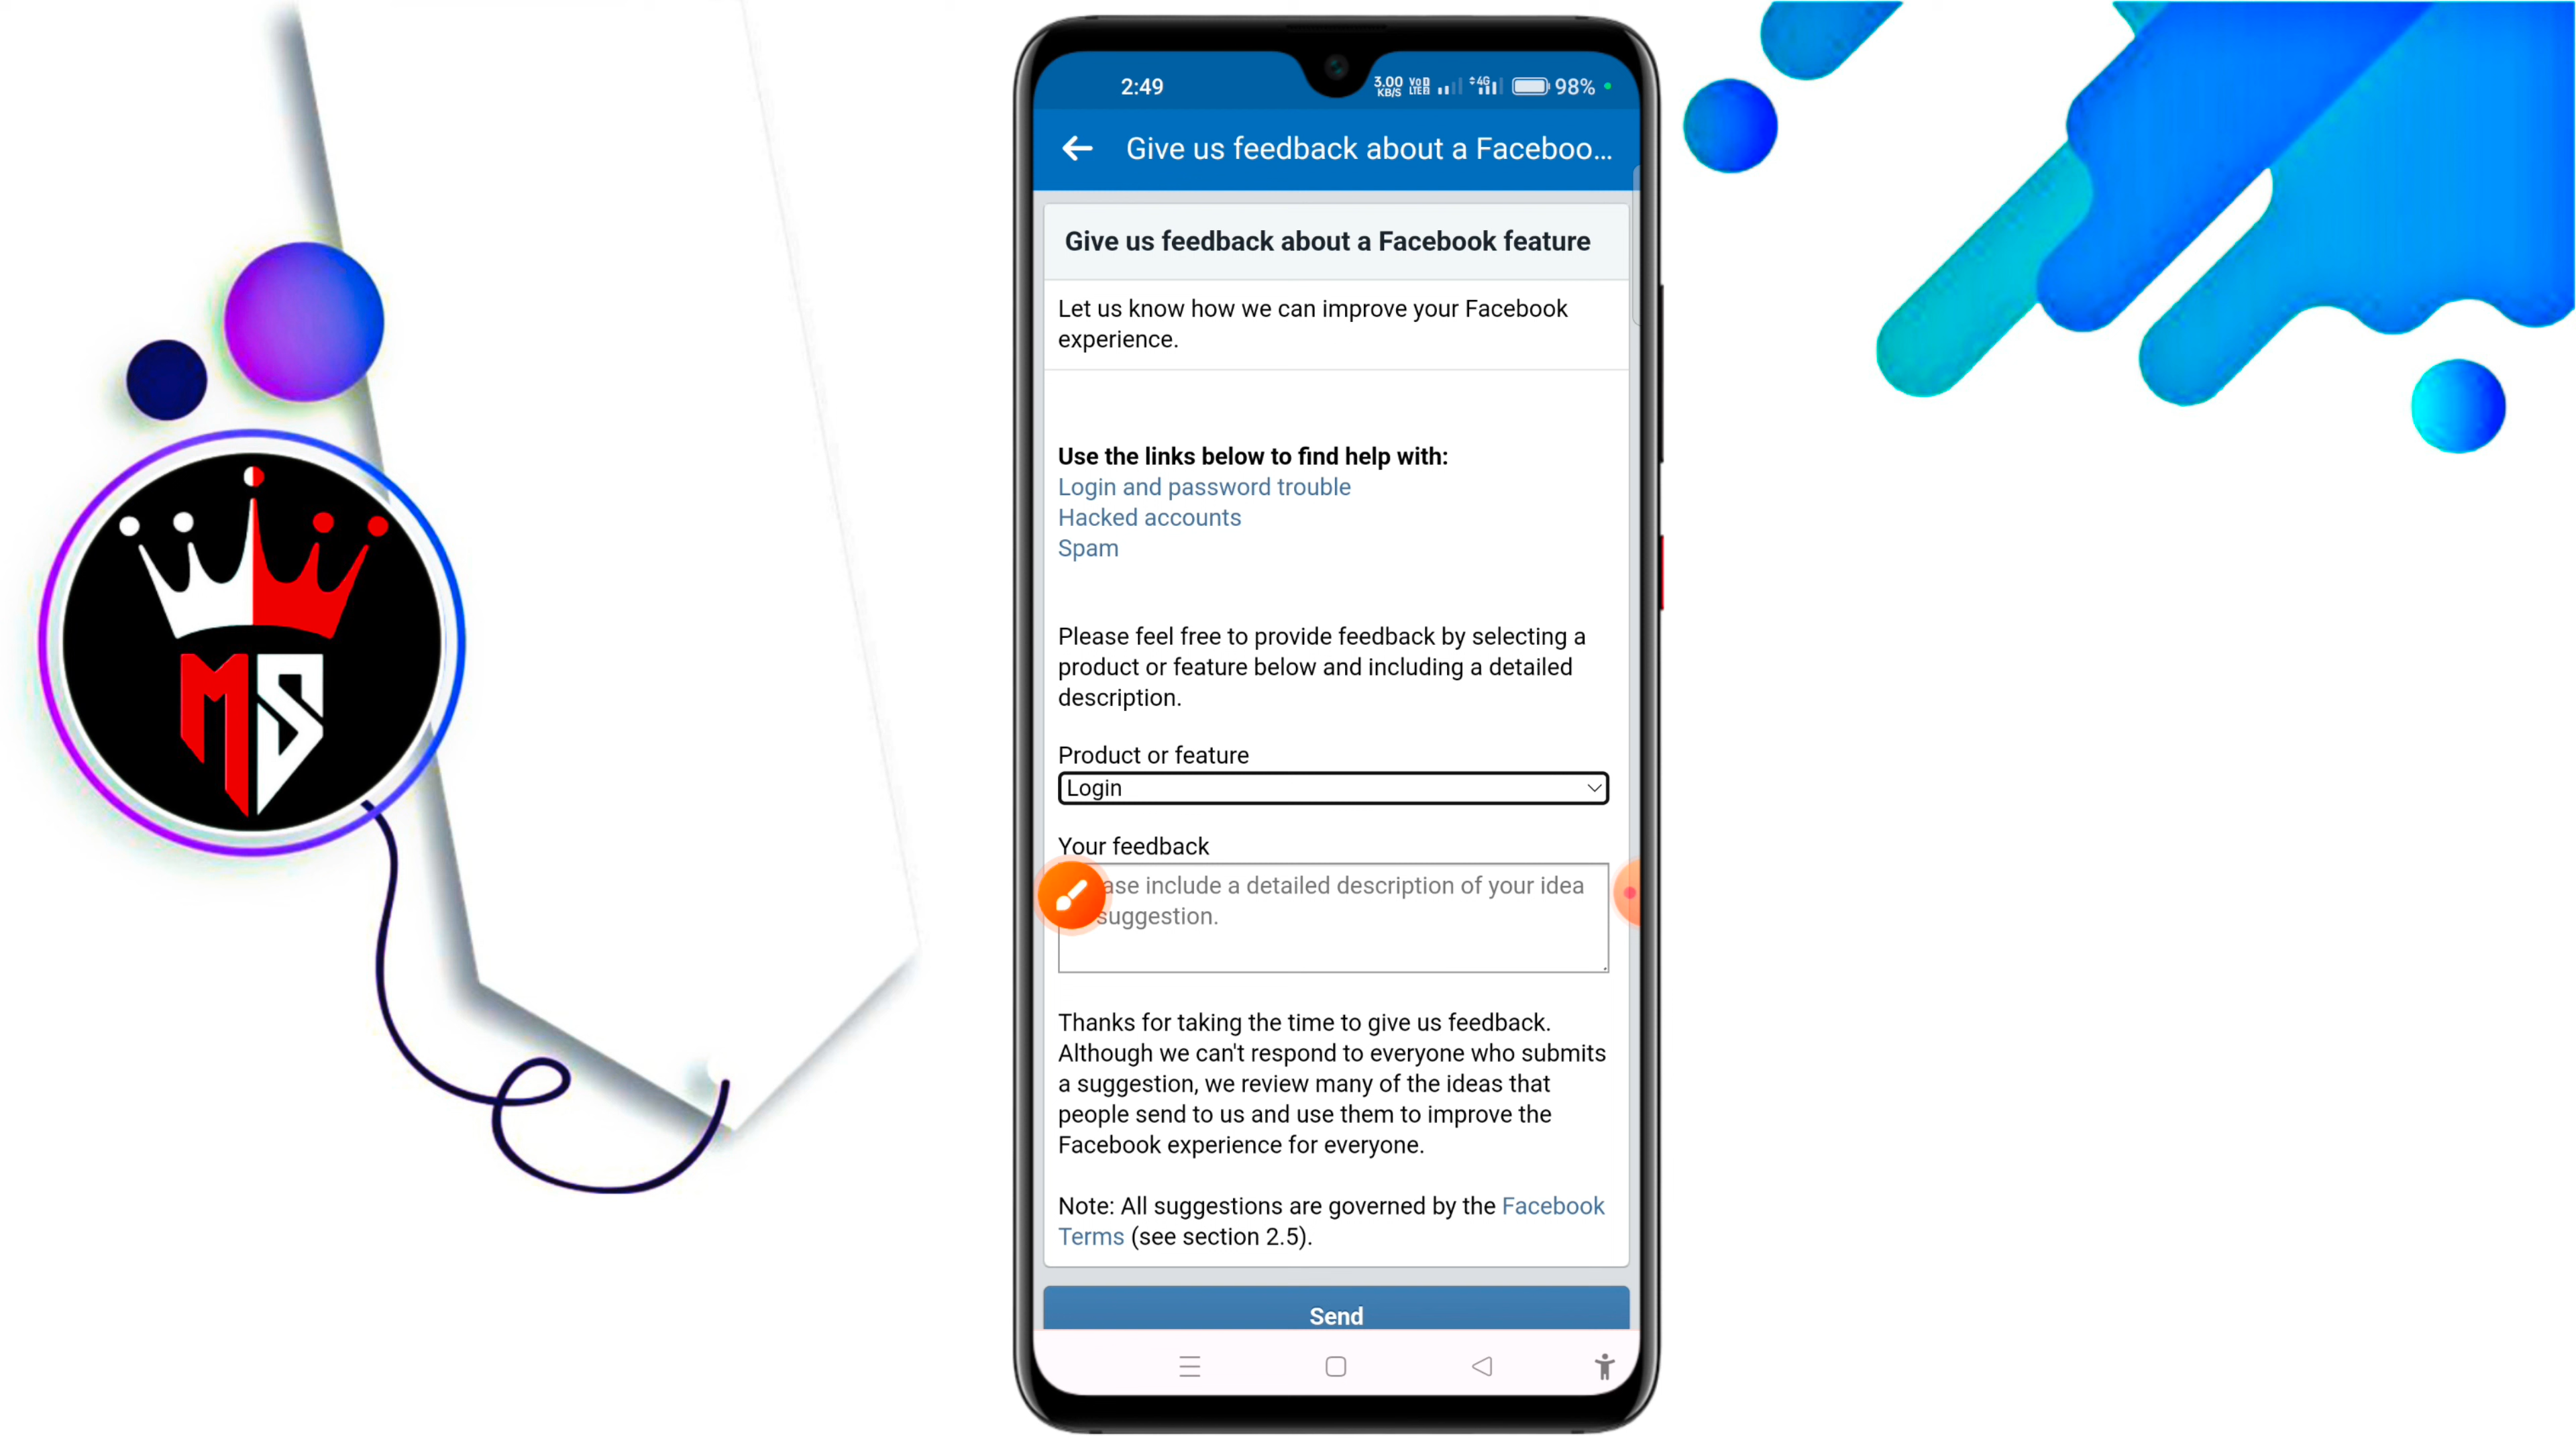 2:49
3.00 KB/S Vo LTE 4G 98%
Give us feedback about a Faceboo...
Give us feedback about a Facebook feature
Let us know how we can improve your Facebook
experience.
Use the links below to find help with:
Login and password trouble
Hacked accounts
Spam
Please feel free to provide feedback by selecting a
product or feature below and including a detailed
description.
Product or feature
Login
Your feedback
ase include a detailed description of your idea
suggestion.
Thanks for taking the time to give us feedback.
Although we can't respond to everyone who submits
a suggestion, we review many of the ideas that
people send to us and use them to improve the
Facebook experience for everyone.
Note: All suggestions are governed by the Facebook
Terms (see section 2.5).
Send
MS